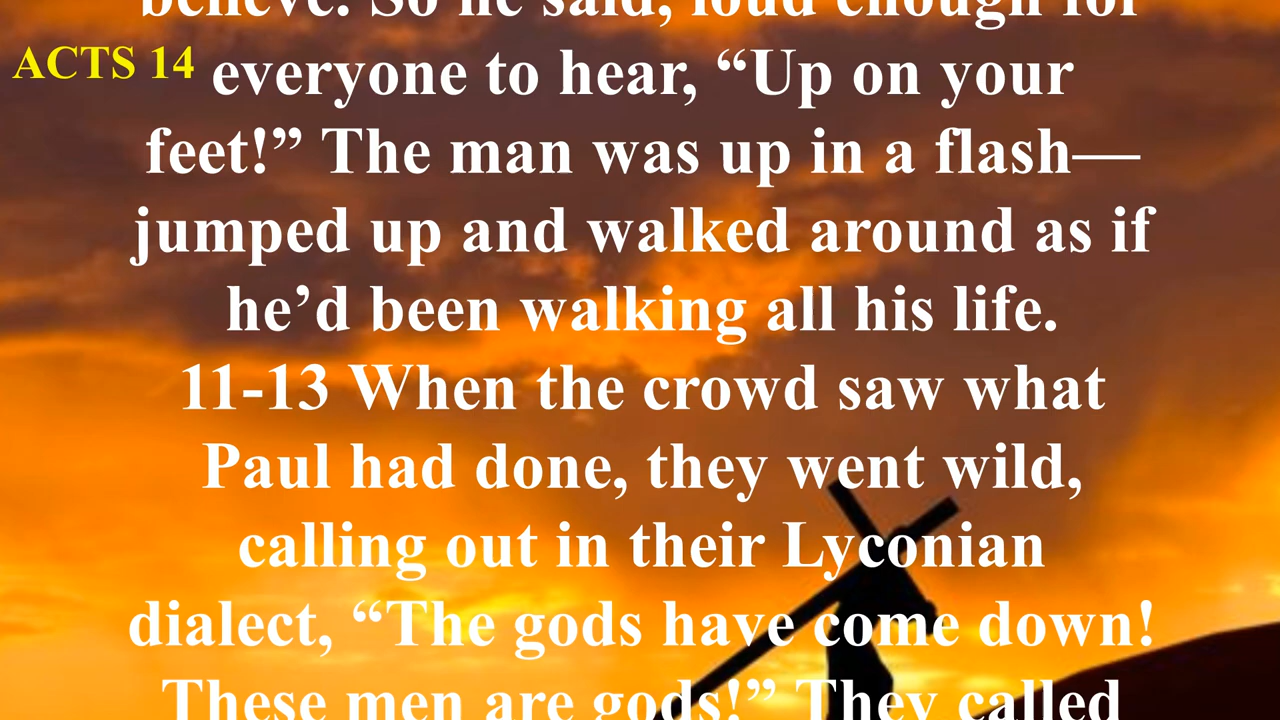 believe. So he said, loud enough for
ACTS 14
everyone to hear, “Up on your
feet!” The man was up in a flash—
jumped up and walked around as if
he’d been walking all his life.
11-13 When the crowd saw what
Paul had done, they went wild,
calling out in their Lyconian
dialect, “The gods have come down!
These men are gods!” They called